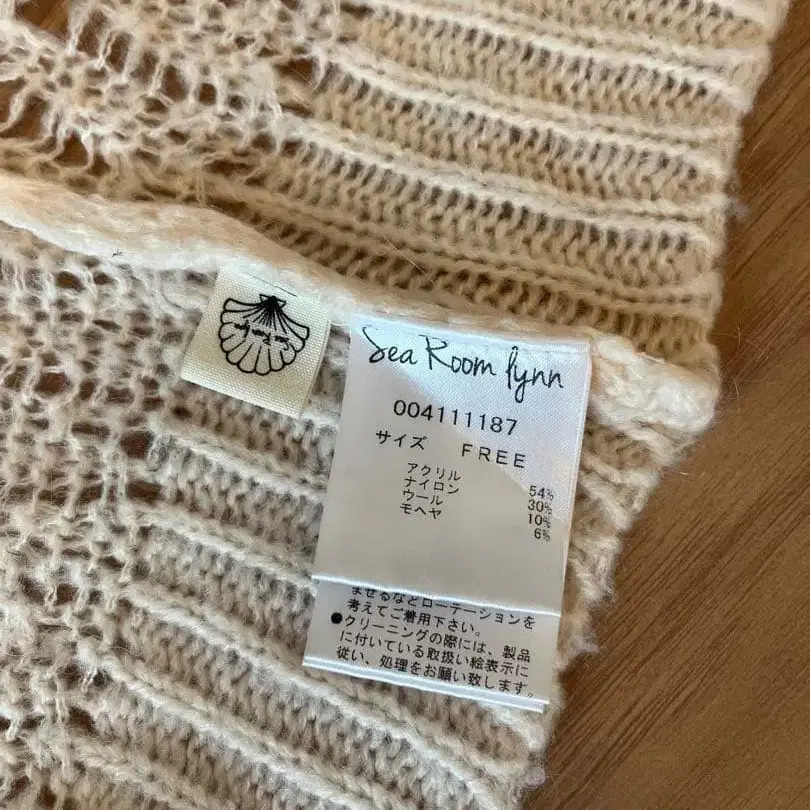 Sea Room lynn
004111187
サイズ FREE
アクリル 54%
ナイロン 30%
ウール 10%
モヘヤ 6%
ませるなどローテーションを
考えてご着用下さい。
●クリーニングの際には、製品
に付いている取扱い絵表示に
従い、処理をお願い致します。